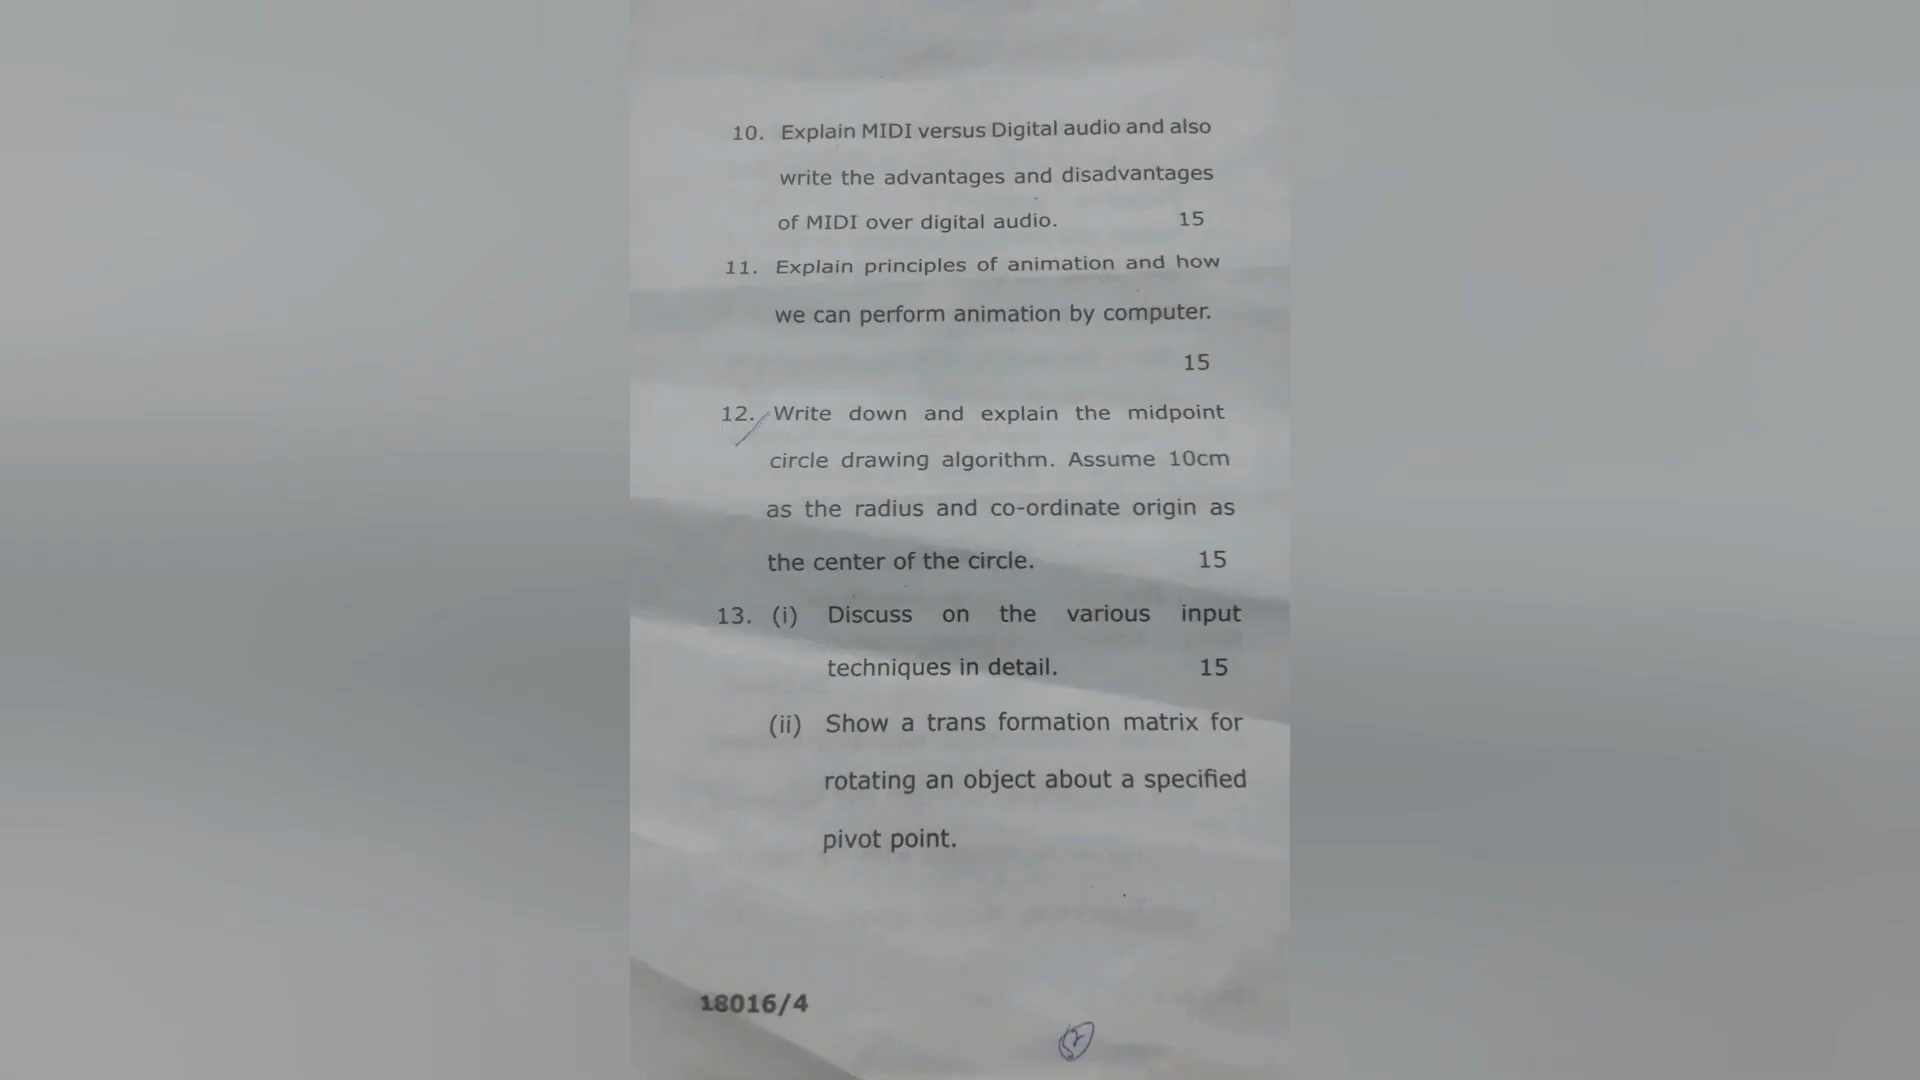 10. Explain MIDI versus Digital audio and also
write the advantages and disadvantages
of MIDI over digital audio. 15
11. Explain principles of animation and how
we can perform animation by computer.
15
12. Write down and explain the midpoint
circle drawing algorithm. Assume 10cm
as the radius and co-ordinate origin as
the center of the circle. 15
13. (i) Discuss on the various input
techniques in detail. 15
(ii) Show a trans formation matrix for
rotating an object about a specified
pivot point.
18016/4